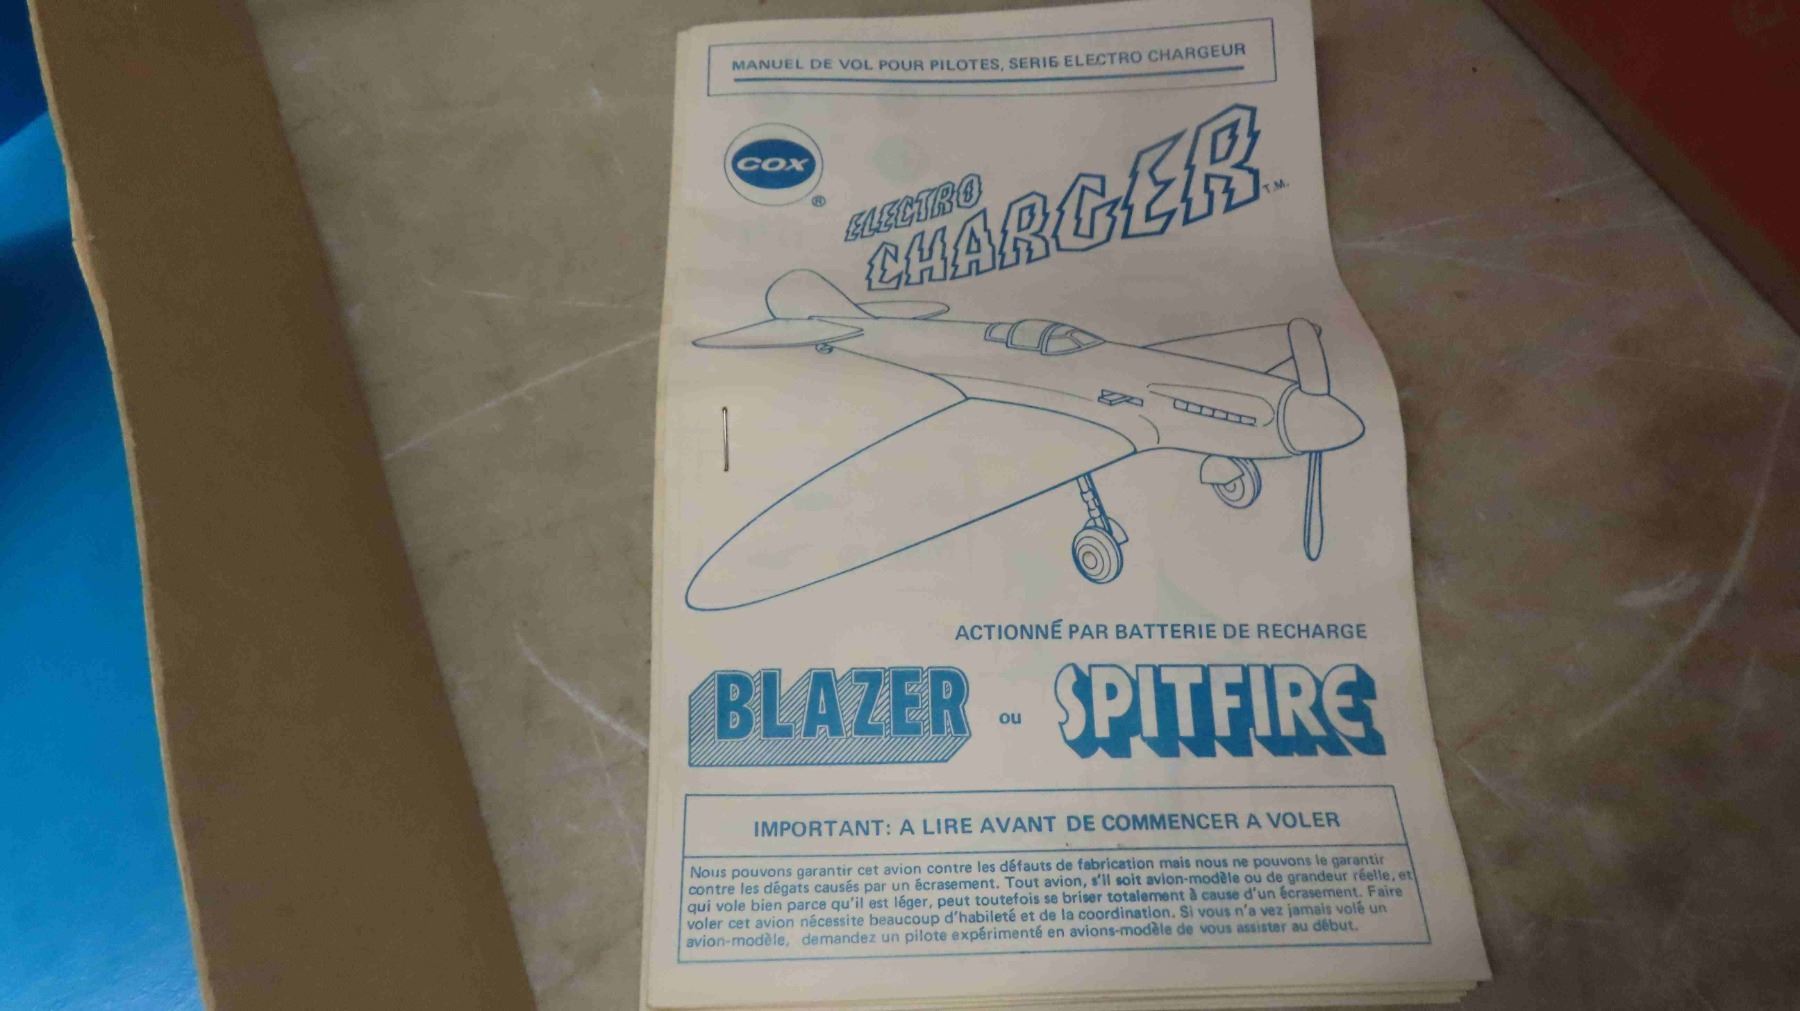 MANUEL DE VOL POUR PILOTES, SERIE ELECTRO CHARGEUR
COX
®
ELECTRO
CHARGER T.M.
ACTIONNÉ PAR BATTERIE DE RECHARGE
BLAZER ou SPITFIRE
IMPORTANT: A LIRE AVANT DE COMMENCER A VOLER
Nous pouvons garantir cet avion contre les défauts de fabrication mais nous ne pouvons le garantir
contre les dégats causés par un écrasement. Tout avion, s'il soit avion-modèle ou de grandeur réelle, et
qui vole bien parce qu'il est léger, peut toutefois se briser totalement à cause d'un écrasement. Faire
voler cet avion nécessite beaucoup d'habileté et de la coordination. Si vous n'a vez jamais volé un
avion-modèle, demandez un pilote expérimenté en avions-modèle de vous assister au début.